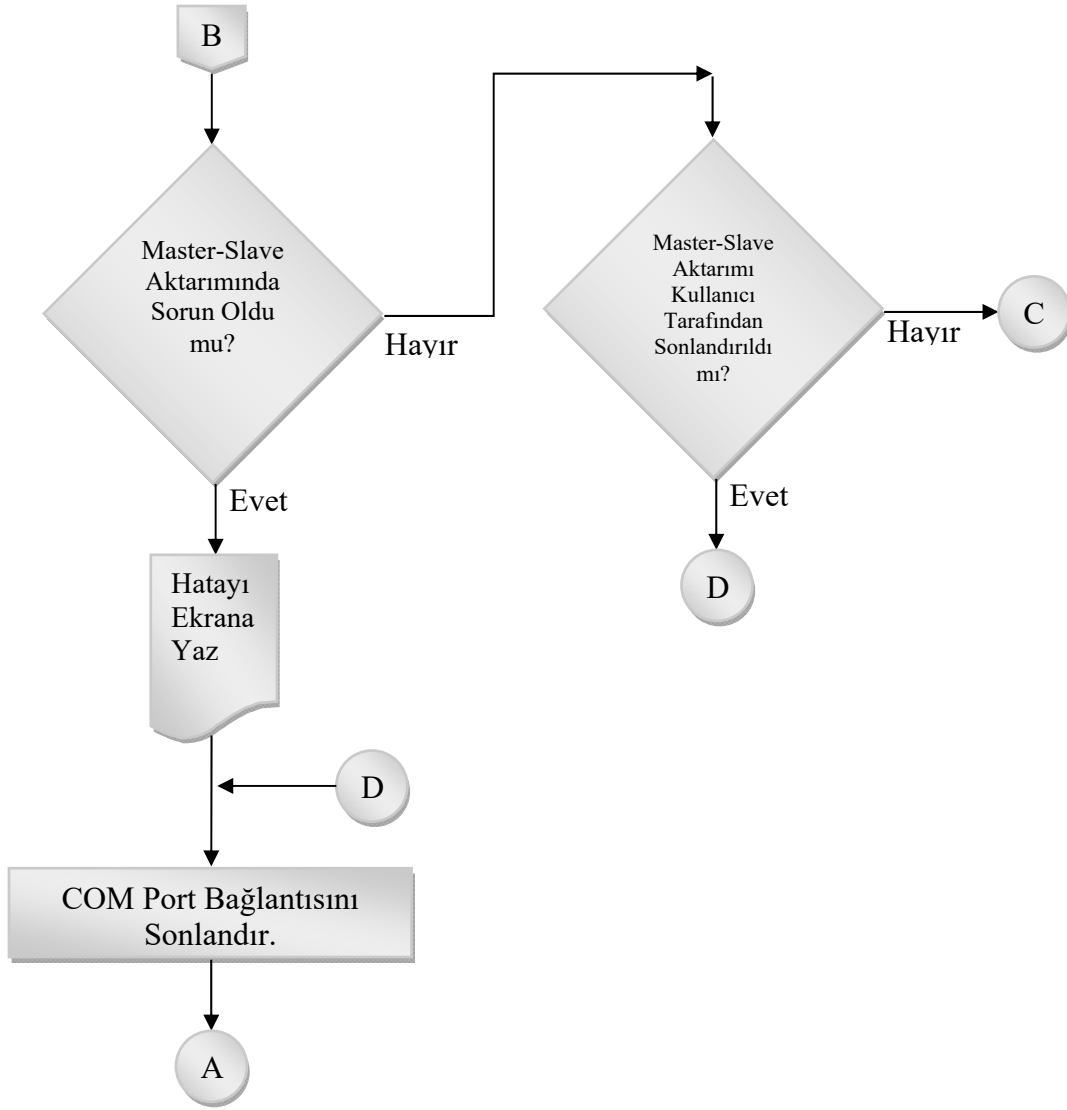 B
Master-Slave
Aktarımında
Sorun Oldu
mu?
Hayır
Master-Slave
Aktarımı
Kullanıcı
Tarafından
Sonlandırıldı
mı?
Hayır
C
Evet
Evet
D
Hatayı
Ekrana
Yaz
D
COM Port Bağlantısını
Sonlandır.
A